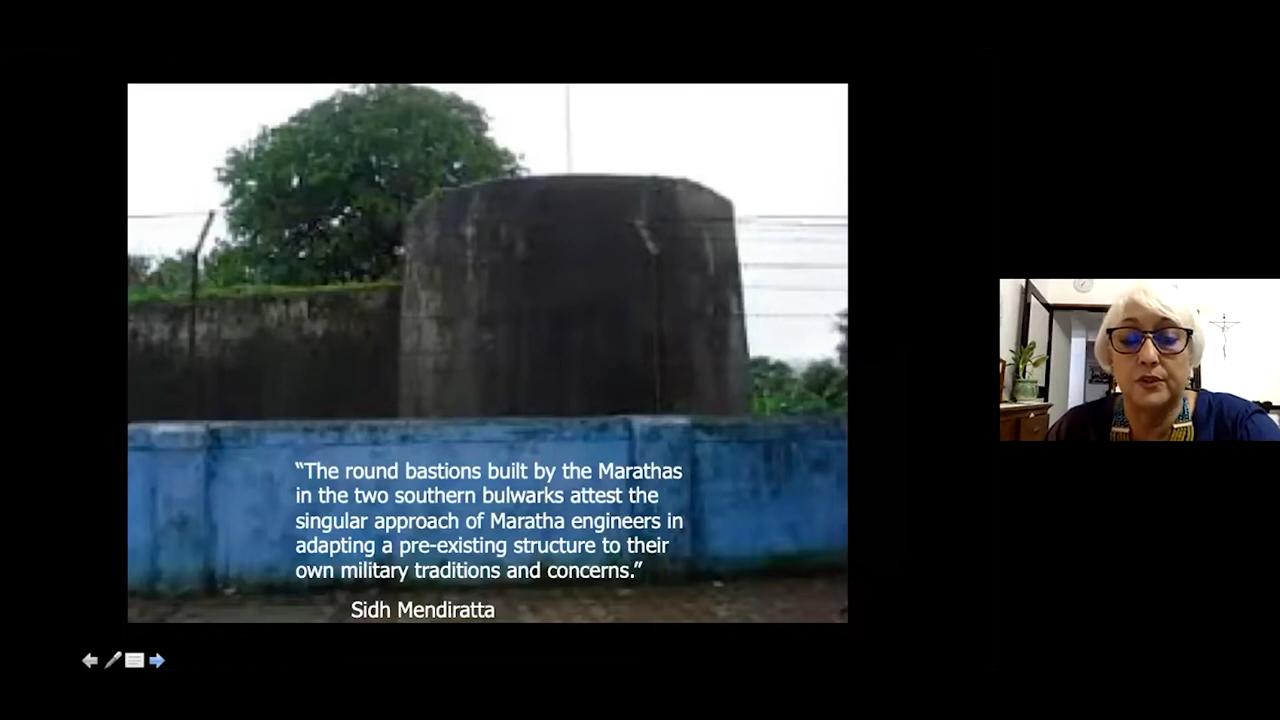 “The round bastions built by the Marathas
in the two southern bulwarks attest the
singular approach of Maratha engineers in
adapting a pre-existing structure to their
own military traditions and concerns.”
Sidh Mendiratta